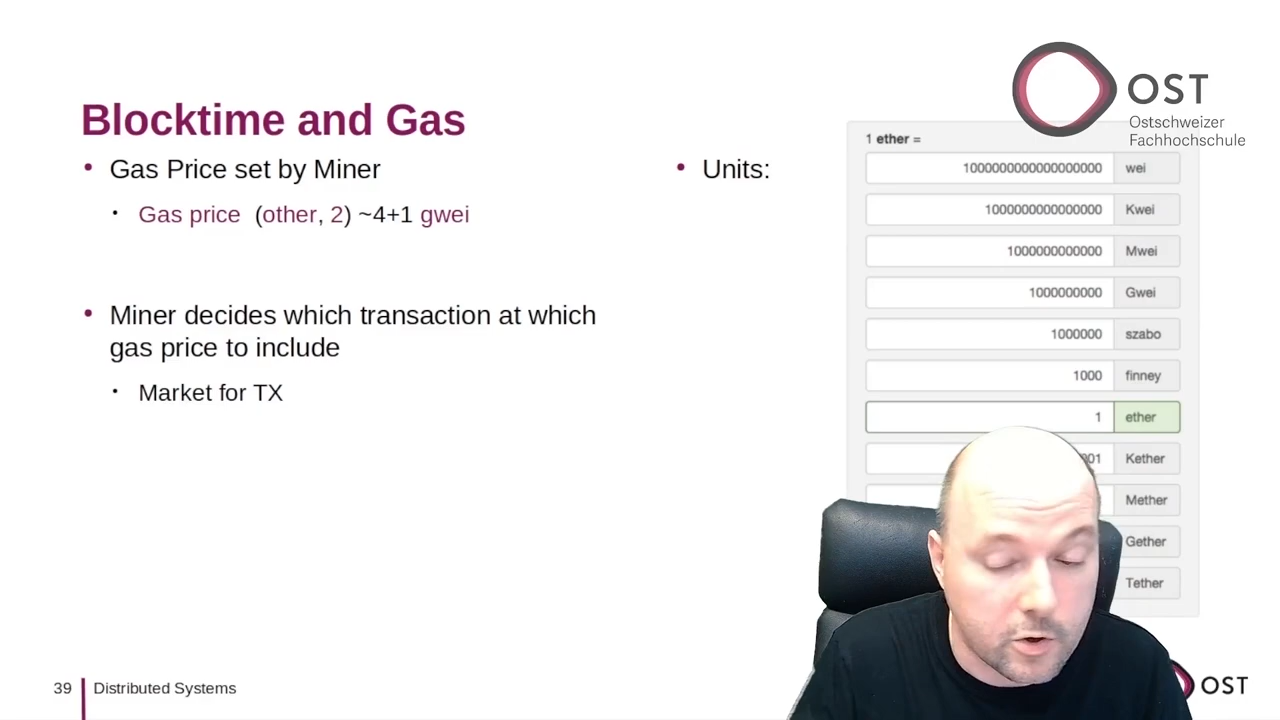 OST
Ostschweizer
Fachhochschule
Blocktime and Gas
• Gas Price set by Miner
• Gas price (other, 2) ~4+1 gwei
• Miner decides which transaction at which
gas price to include
• Market for TX
• Units:
1 ether =
1000000000000000000 wei
1000000000000000 Kwei
1000000000000 Mwei
1000000000 Gwei
1000000 szabo
1000 finney
1 ether
Kether
Mether
Gether
Tether
39 Distributed Systems
OST